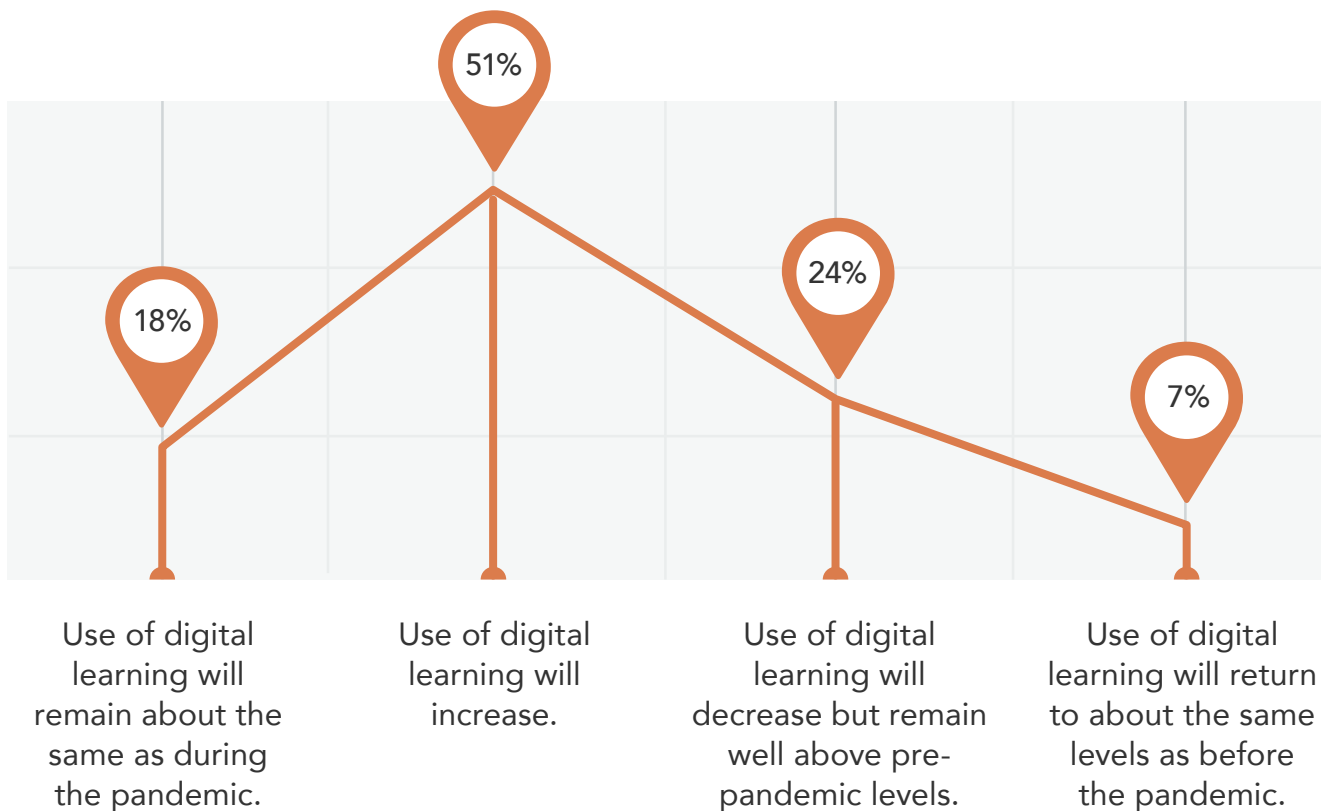 51%
24%
18%
7%
Use of digital
learning will
remain about the
same as during
the pandemic.
Use of digital
learning will
increase.
Use of digital
learning will
decrease but remain
well above pre-
pandemic levels.
Use of digital
learning will return
to about the same
levels as before
the pandemic.